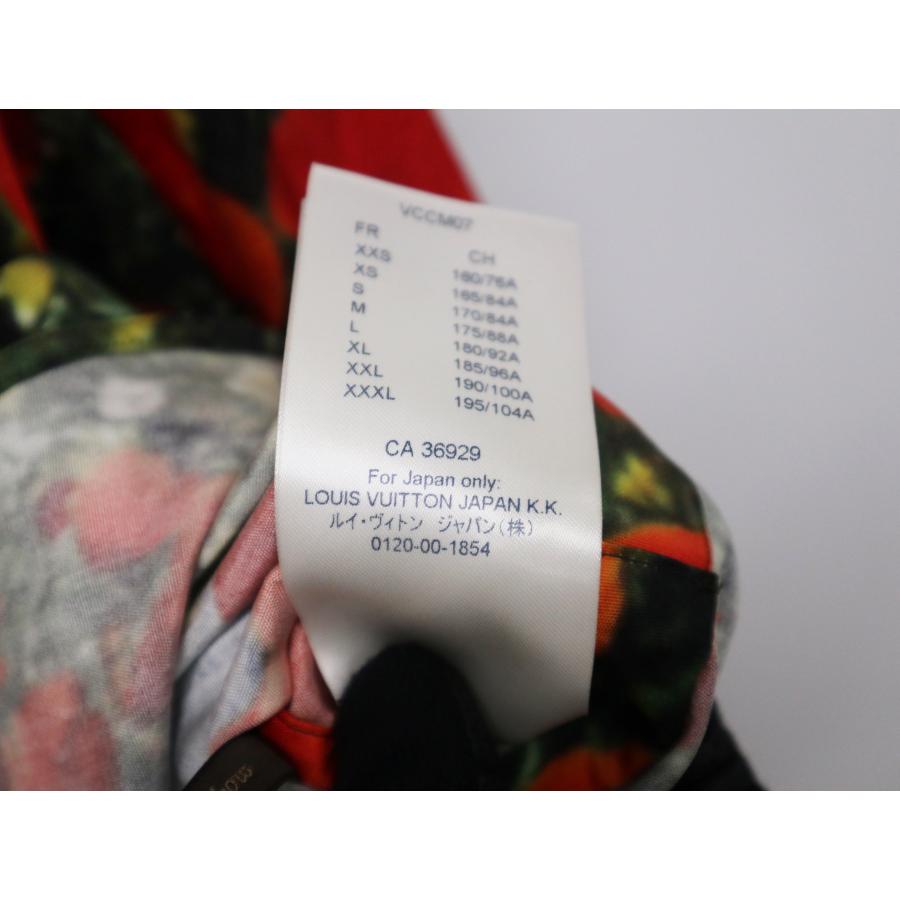 VCCM07
FR CH
XXS 160/76A
XS 165/84A
S 170/84A
M 175/88A
L 180/92A
XL 185/96A
XXL 190/100A
XXXL 195/104A
CA 36929
For Japan only:
LOUIS VUITTON JAPAN K.K.
ルイ・ヴィトン ジャパン(株)
0120-00-1854